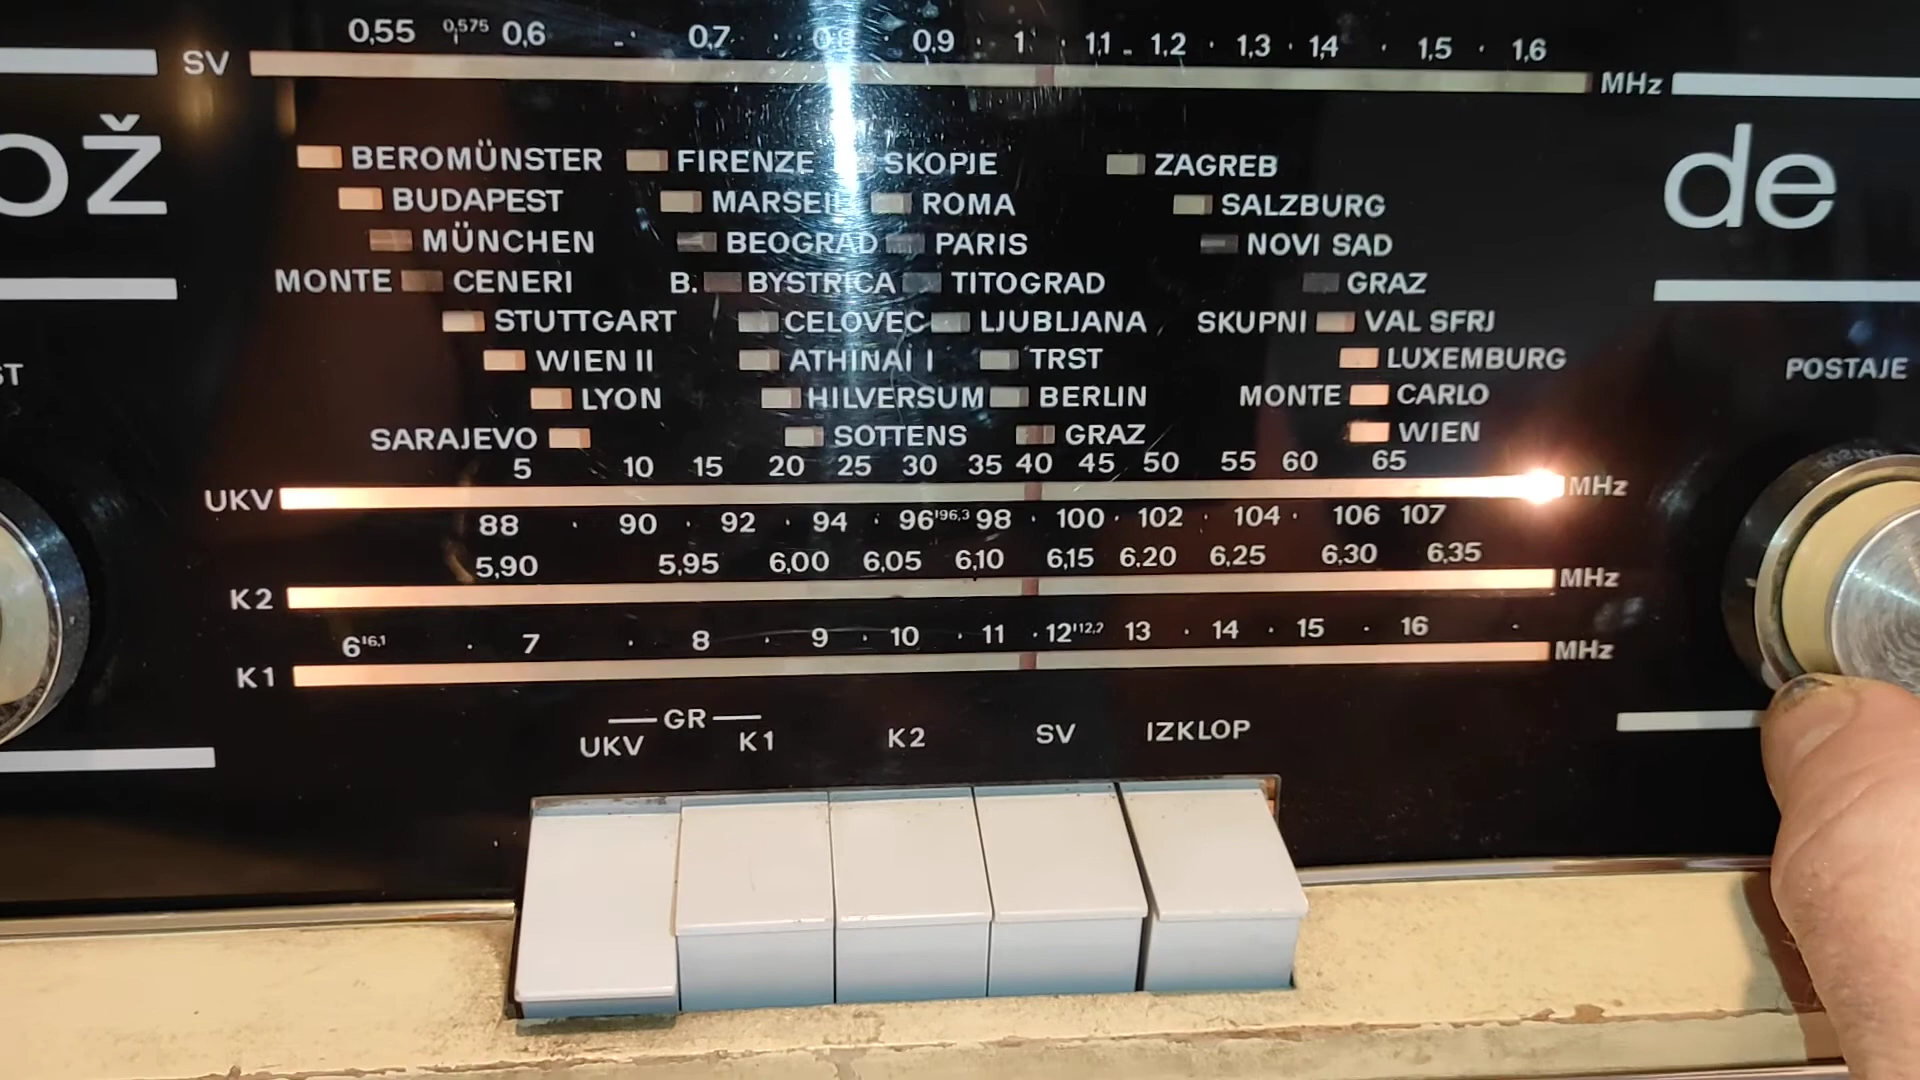 0,55 0,575 0,6 0,7 0,8 0,9 1 1,1 1,2 1,3 1,4 1,5 1,6
SV MHz
ož de
BEROMÜNSTER FIRENZE SKOPJE ZAGREB
BUDAPEST MARSEIL ROMA SALZBURG
MÜNCHEN BEOGRAD PARIS NOVI SAD
MONTE CENERI B. BYSTRICA TITOGRAD GRAZ
STUTTGART CELOVEC LJUBLJANA SKUPNI VAL SFRJ
WIEN II ATHINAI I TRST LUXEMBURG
ST POSTAJE
LYON HILVERSUM BERLIN MONTE CARLO
SARAJEVO SOTTENS GRAZ WIEN
5 10 15 20 25 30 35 40 45 50 55 60 65
UKV MHz
88 90 92 94 96 96,3 98 100 102 104 106 107
5,90 5,95 6,00 6,05 6,10 6,15 6,20 6,25 6,30 6,35
K2 MHz
6 6,1 7 8 9 10 11 12 12,2 13 14 15 16
K1 MHz
GR
UKV K1 K2 SV IZKLOP